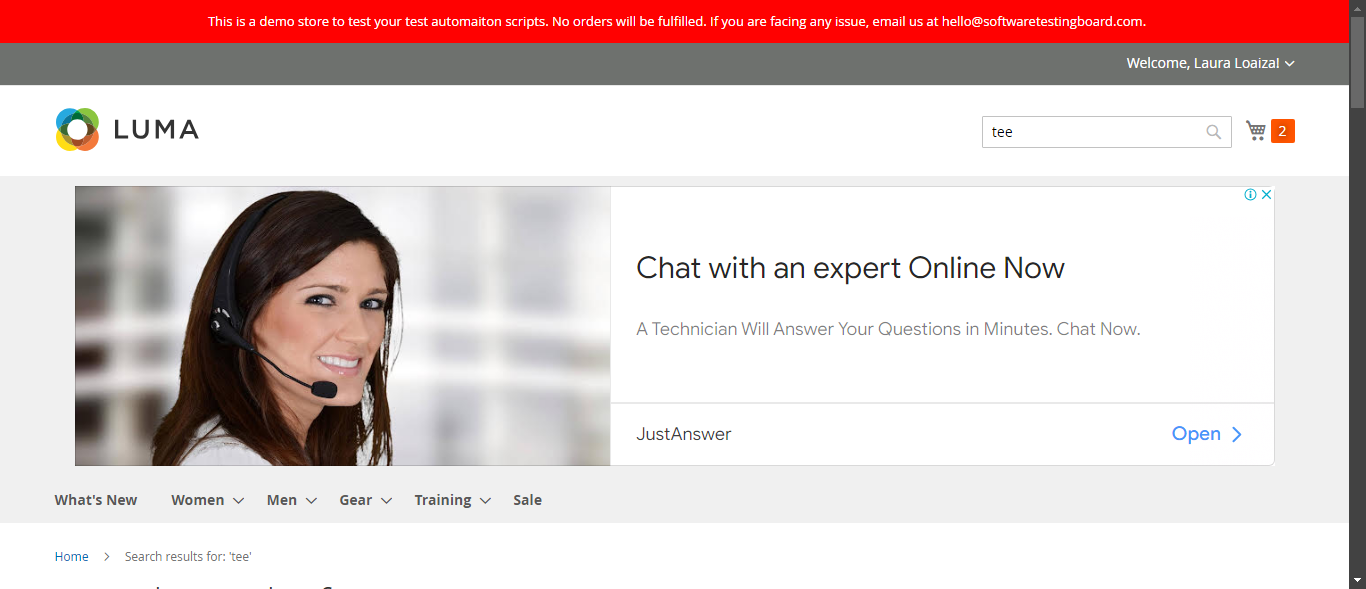 This is a demo store to test your test automaiton scripts. No orders will be fulfilled. If you are facing any issue, email us at hello@softwaretestingboard.com.
Welcome, Laura Loaiza!
LUMA
tee
2
Chat with an expert Online Now
A Technician Will Answer Your Questions in Minutes. Chat Now.
JustAnswer
Open
What's New Women Men Gear Training Sale
Home Search results for: 'tee'